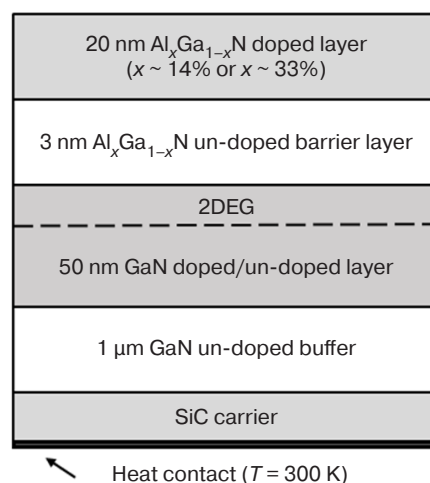 20 nm AlₓGa₁₋ₓN doped layer
(x ~ 14% or x ~ 33%)
3 nm AlₓGa₁₋ₓN un-doped barrier layer
2DEG
50 nm GaN doped/un-doped layer
1 μm GaN un-doped buffer
SiC carrier
Heat contact (T = 300 K)